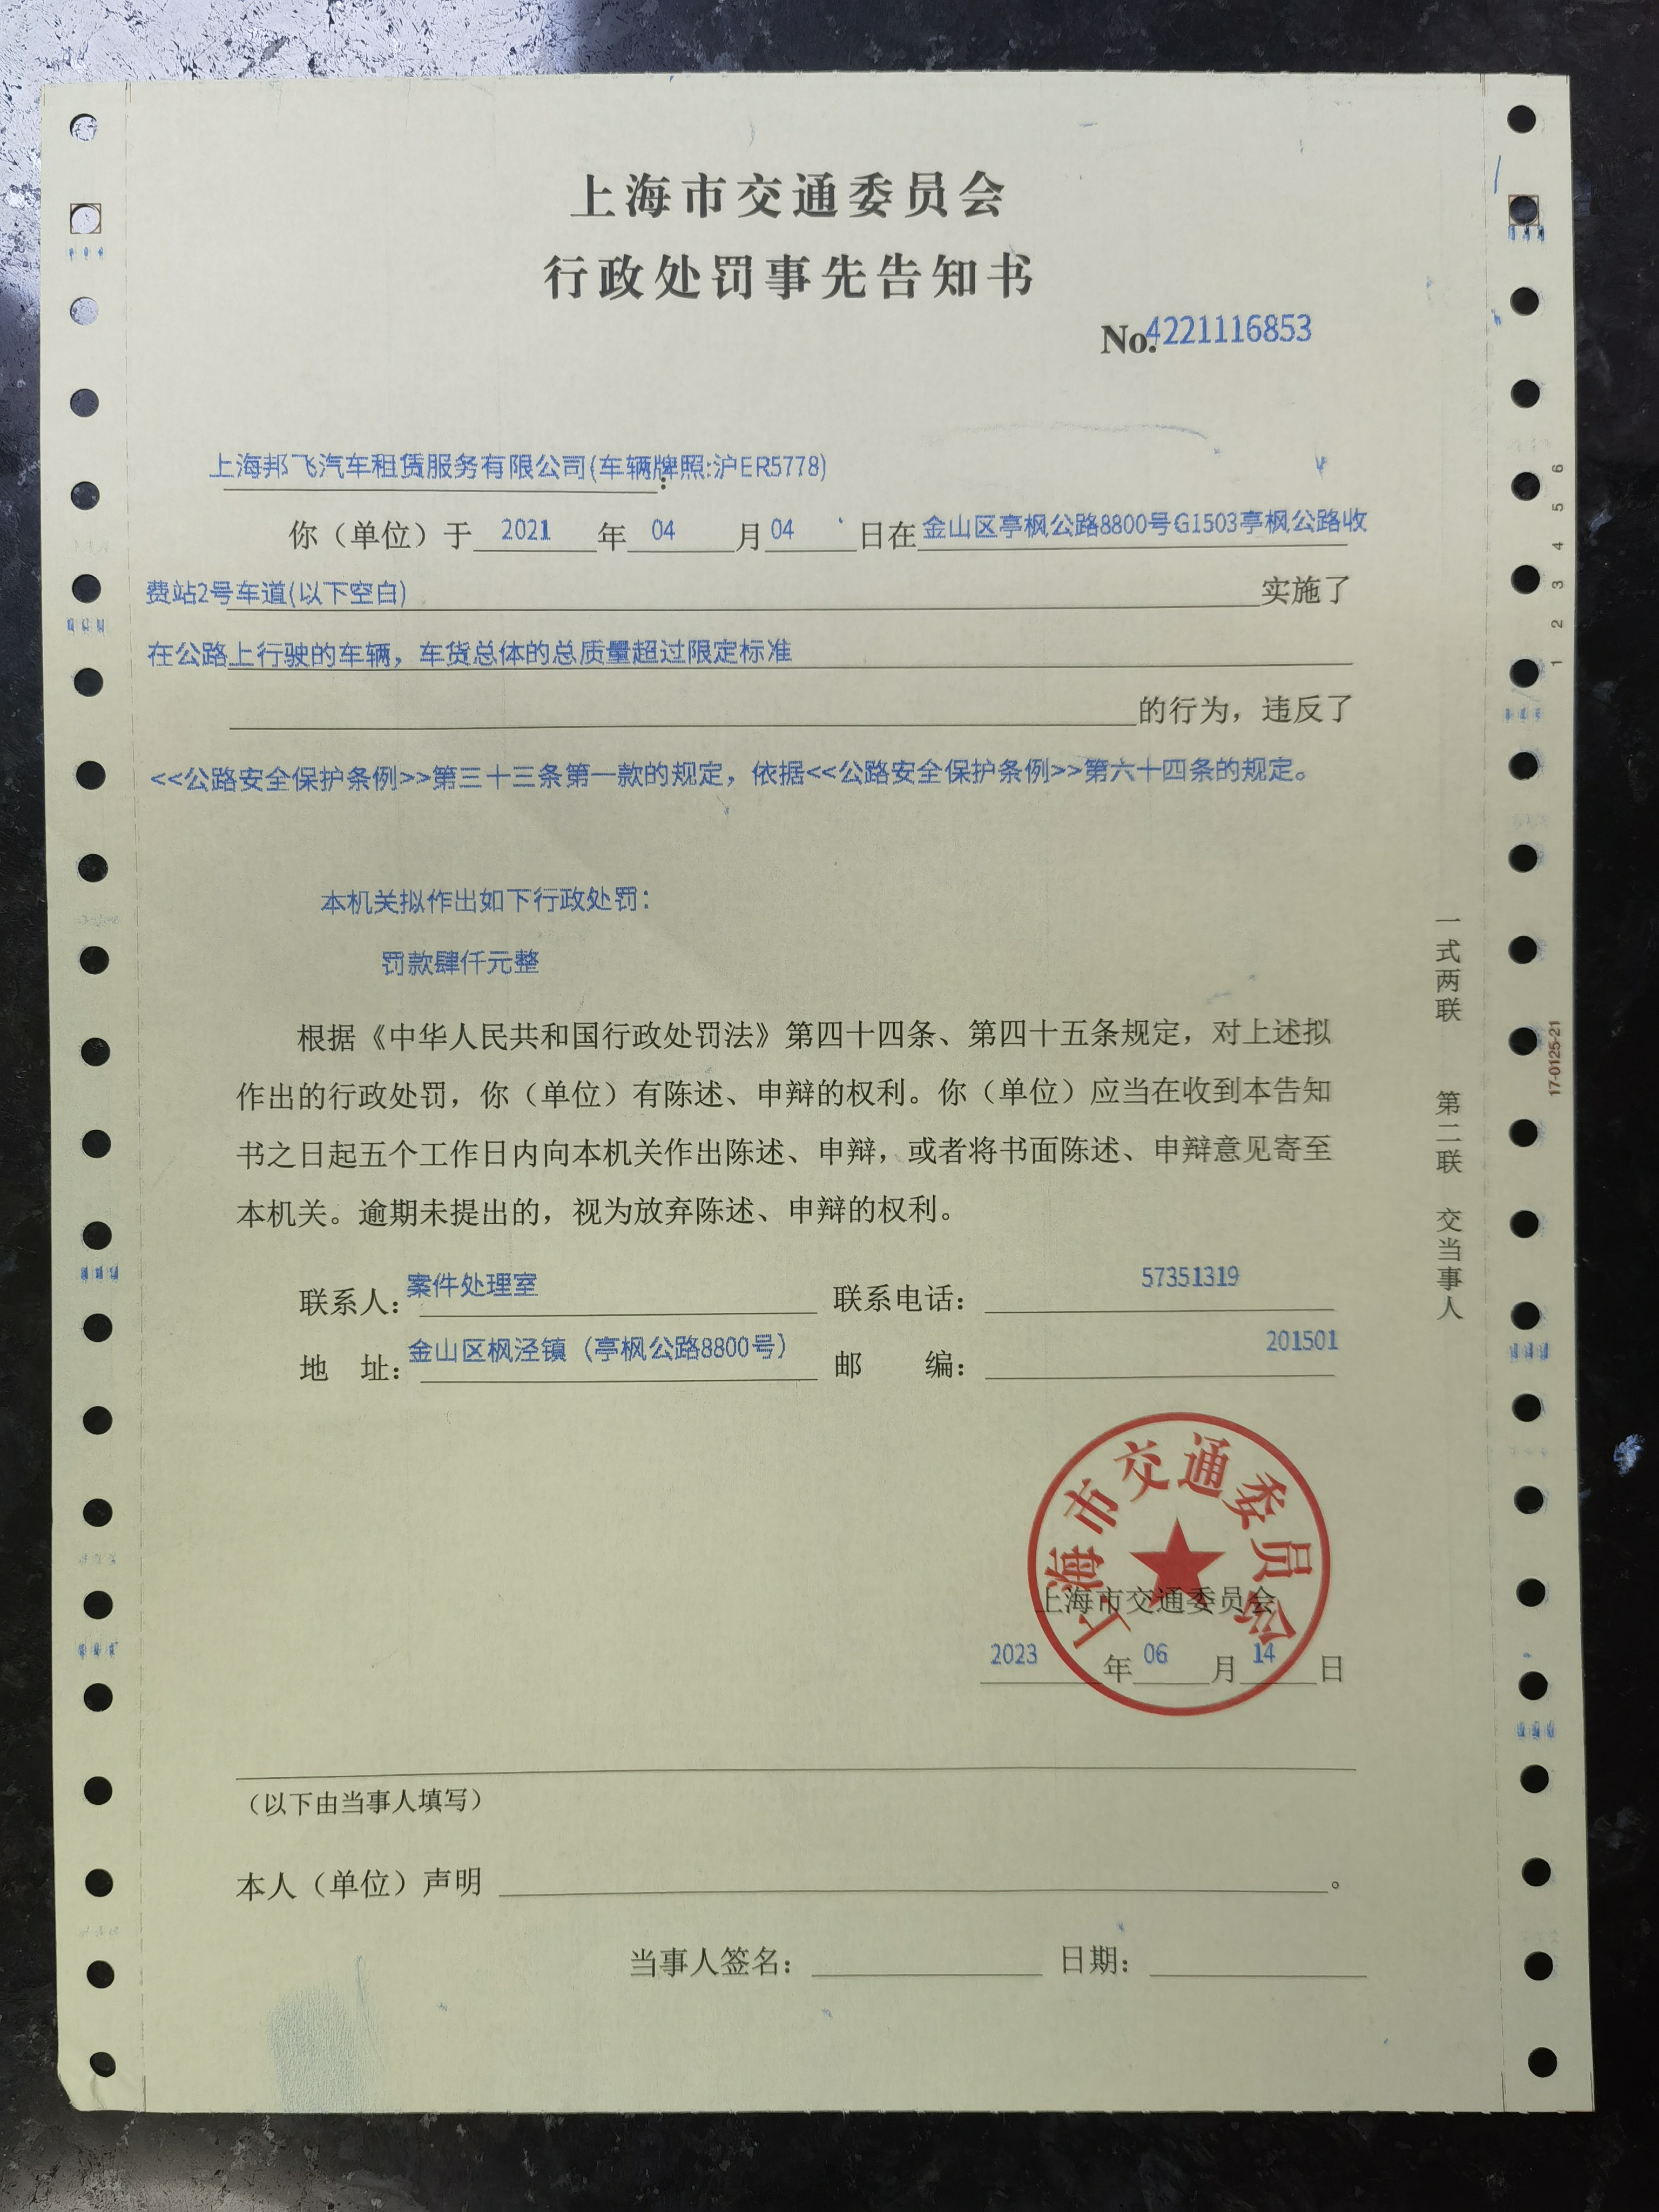 上海市交通委员会
行政处罚事先告知书
No.4221116853
上海邦飞汽车租赁服务有限公司(车辆牌照:沪ER5778)：
你（单位）于 2021 年 04 月 04 日在 金山区亭枫公路8800号G1503亭枫公路收
费站2号车道(以下空白) 实施了
在公路上行驶的车辆，车货总体的总质量超过限定标准
的行为，违反了
<<公路安全保护条例>>第三十三条第一款的规定，依据<<公路安全保护条例>>第六十四条的规定。
本机关拟作出如下行政处罚：
罚款肆仟元整
根据《中华人民共和国行政处罚法》第四十四条、第四十五条规定，对上述拟
作出的行政处罚，你（单位）有陈述、申辩的权利。你（单位）应当在收到本告知
书之日起五个工作日内向本机关作出陈述、申辩，或者将书面陈述、申辩意见寄至
本机关。逾期未提出的，视为放弃陈述、申辩的权利。
联系人：案件处理室 联系电话：57351319
地 址：金山区枫泾镇（亭枫公路8800号） 邮 编：201501
上海市交通委员会
上海市交通委员会
2023 年 06 月 14 日
（以下由当事人填写）
本人（单位）声明 。
当事人签名： 日期：
一式两联 第二联 交当事人
1 2 3 4 5 6
17-0125-21